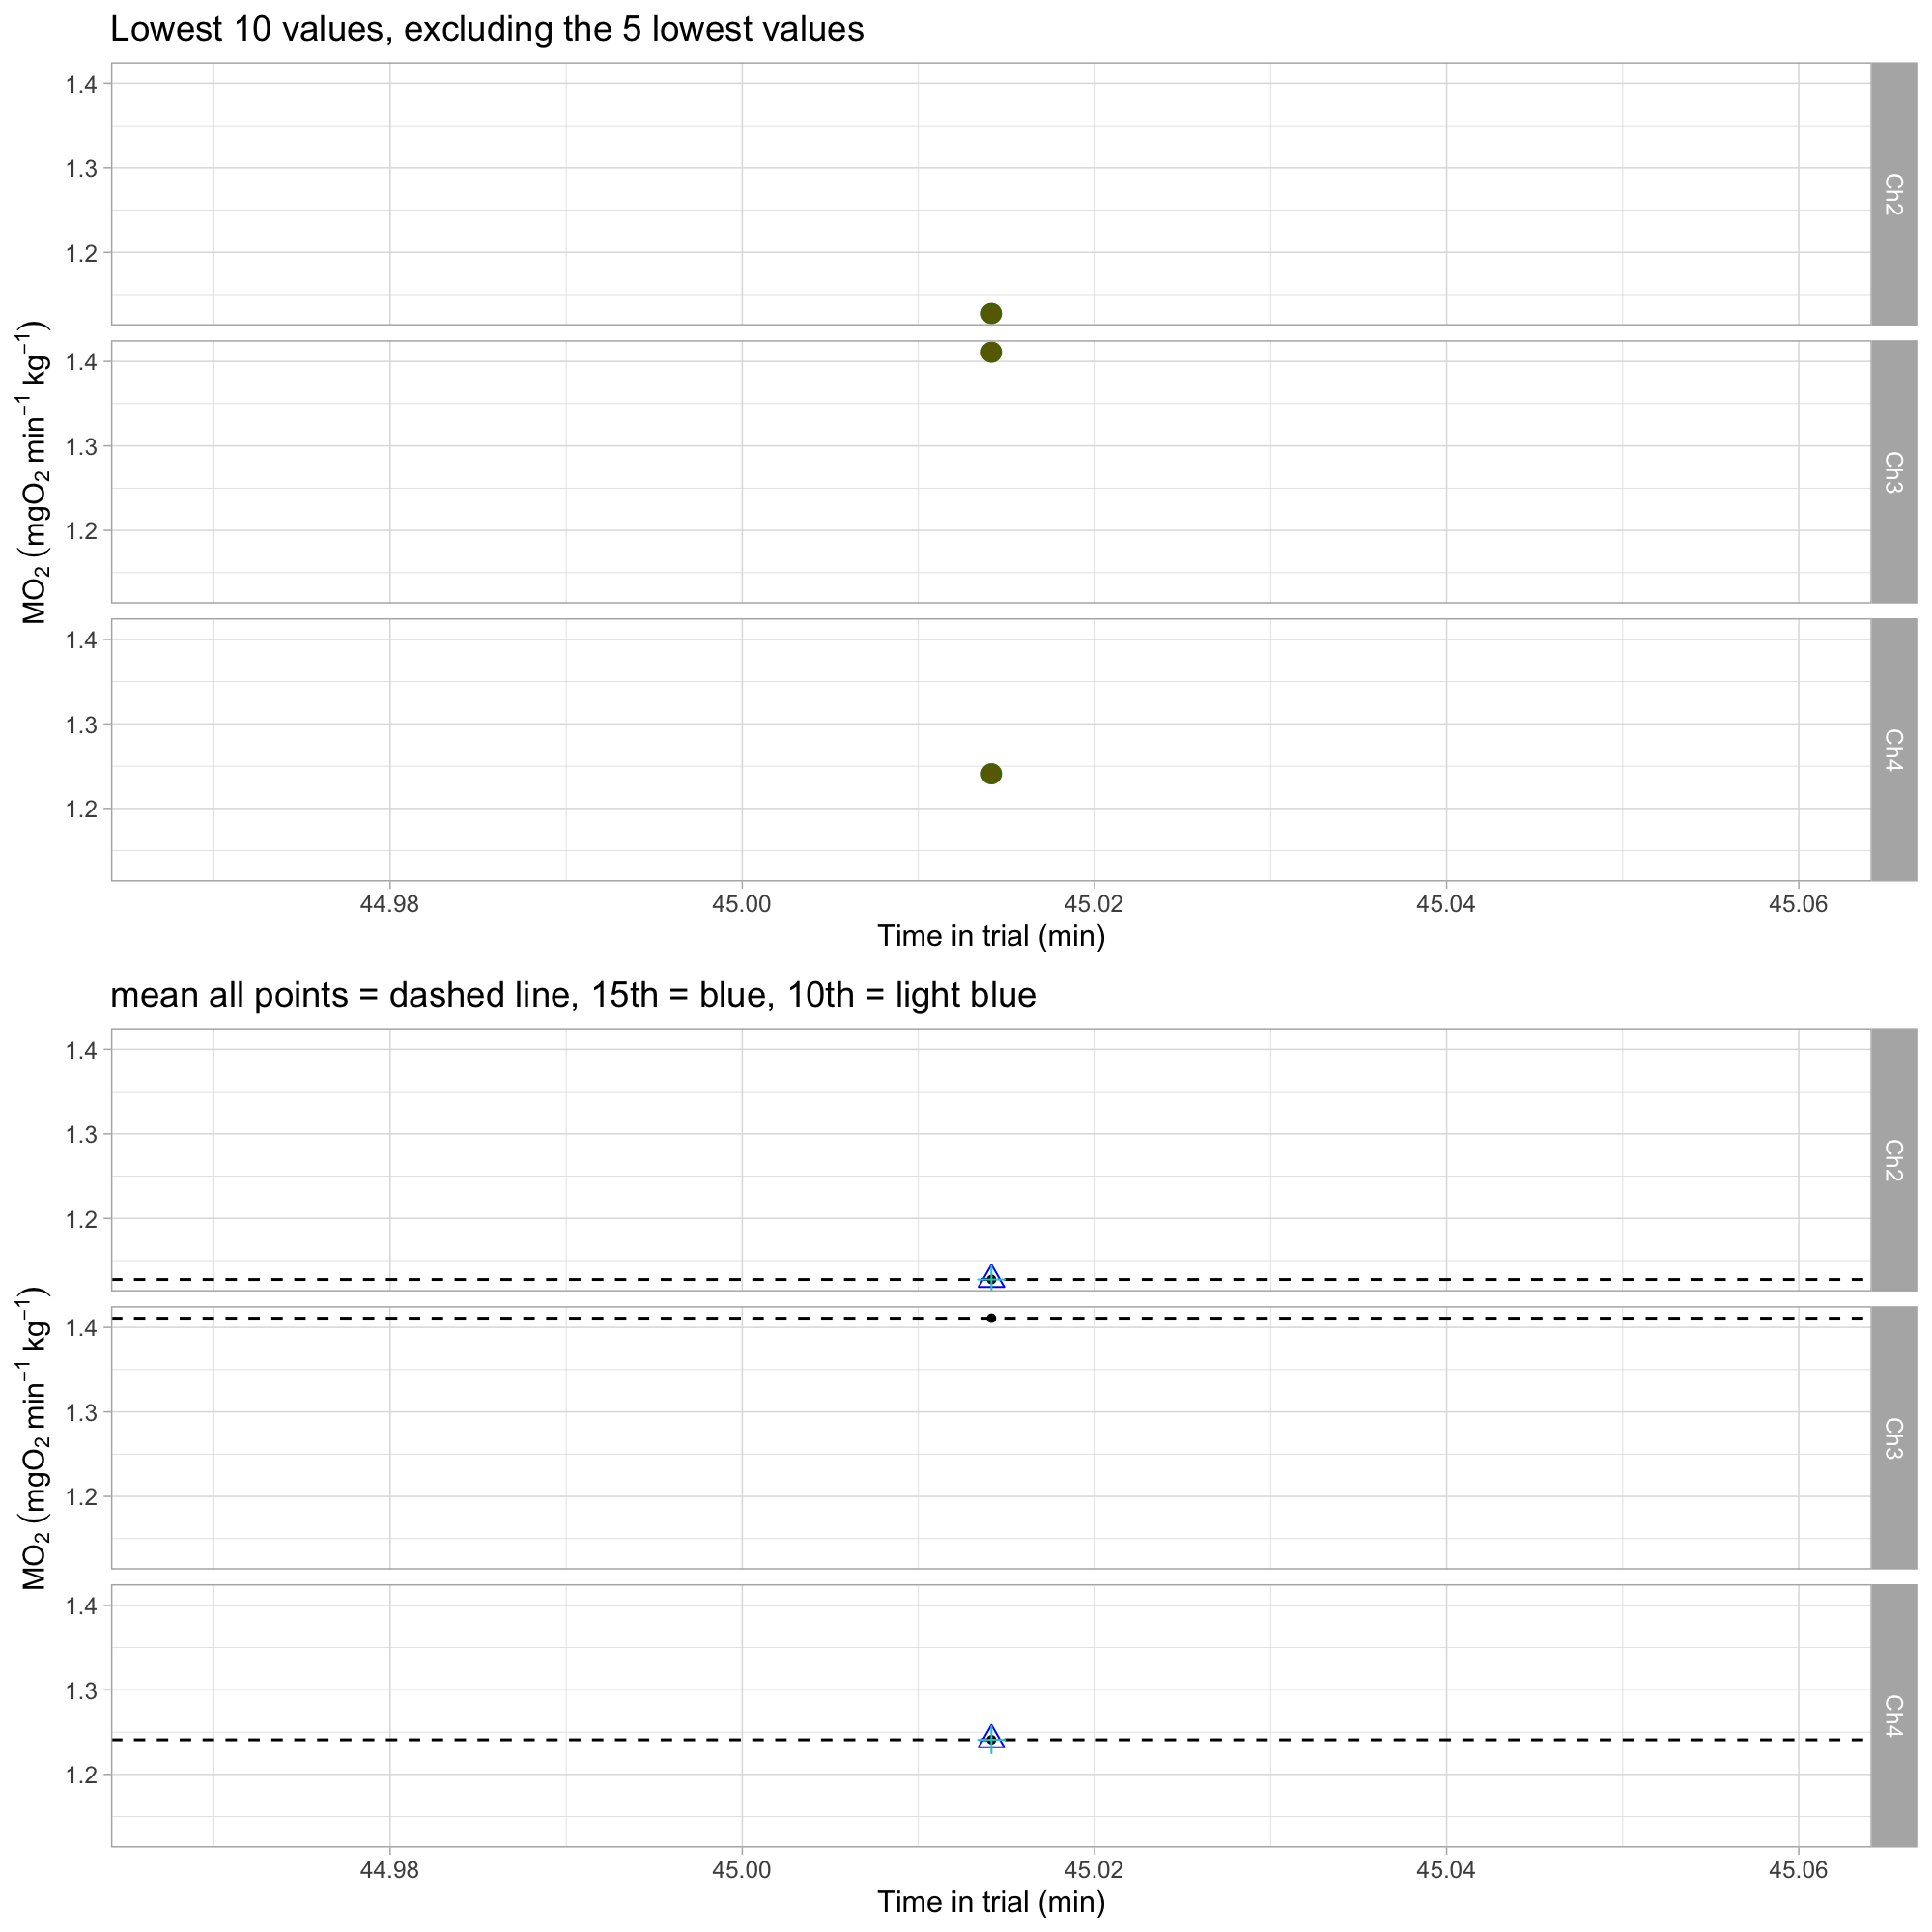 Lowest 10 values, excluding the 5 lowest values
1.4
1.3
1.2
Ch2
1.4
1.3
1.2
Ch3
1.4
1.3
1.2
Ch4
MO₂ (mgO₂ min⁻¹ kg⁻¹)
44.98 45.00 45.02 45.04 45.06
Time in trial (min)
mean all points = dashed line, 15th = blue, 10th = light blue
1.4
1.3
1.2
Ch2
1.4
1.3
1.2
Ch3
1.4
1.3
1.2
Ch4
MO₂ (mgO₂ min⁻¹ kg⁻¹)
44.98 45.00 45.02 45.04 45.06
Time in trial (min)